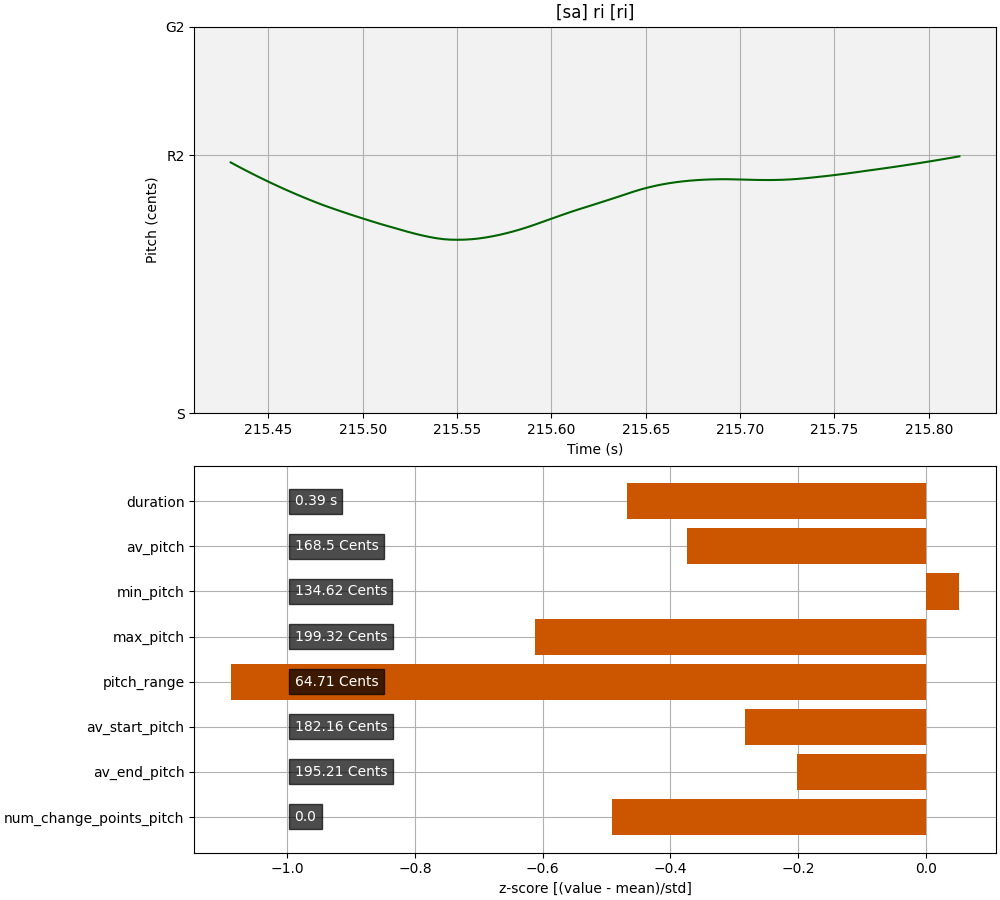 [sa] ri [ri]
G2
R2
S
Pitch (cents)
215.45 215.50 215.55 215.60 215.65 215.70 215.75 215.80
Time (s)
duration 0.39 s
av_pitch 168.5 Cents
min_pitch 134.62 Cents
max_pitch 199.32 Cents
pitch_range 64.71 Cents
av_start_pitch 182.16 Cents
av_end_pitch 195.21 Cents
num_change_points_pitch 0.0
−1.0 −0.8 −0.6 −0.4 −0.2 0.0
z-score [(value - mean)/std]